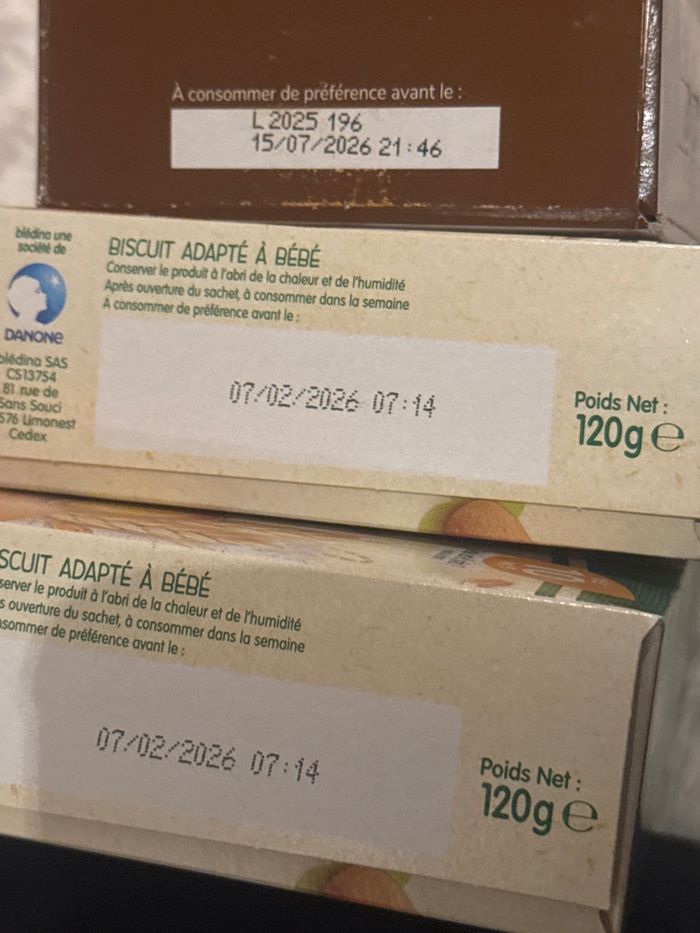 À consommer de préférence avant le :
L 2025 196
15/07/2026 21:46
blédina une
société de
DANONE
blédina SAS
CS13754
81 rue de
Sans Souci
576 Limonest
Cedex
BISCUIT ADAPTÉ À BÉBÉ
Conserver le produit à l'abri de la chaleur et de l'humidité
Après ouverture du sachet, à consommer dans la semaine
A consommer de préférence avant le :
07/02/2026 07:14
Poids Net :
120g e
SCUIT ADAPTÉ À BÉBÉ
server le produit à l'abri de la chaleur et de l'humidité
s ouverture du sachet, à consommer dans la semaine
nsommer de préférence avant le :
07/02/2026 07:14
Poids Net :
120g e